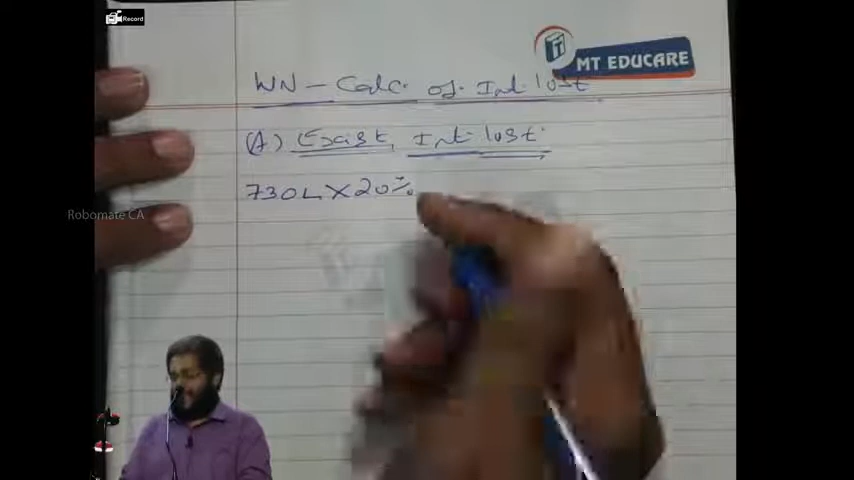 Record
MT EDUCARE
WN - Calc. of Int. lost
(A) Exist. Int. lost.
730L X 20%
Robomate CA